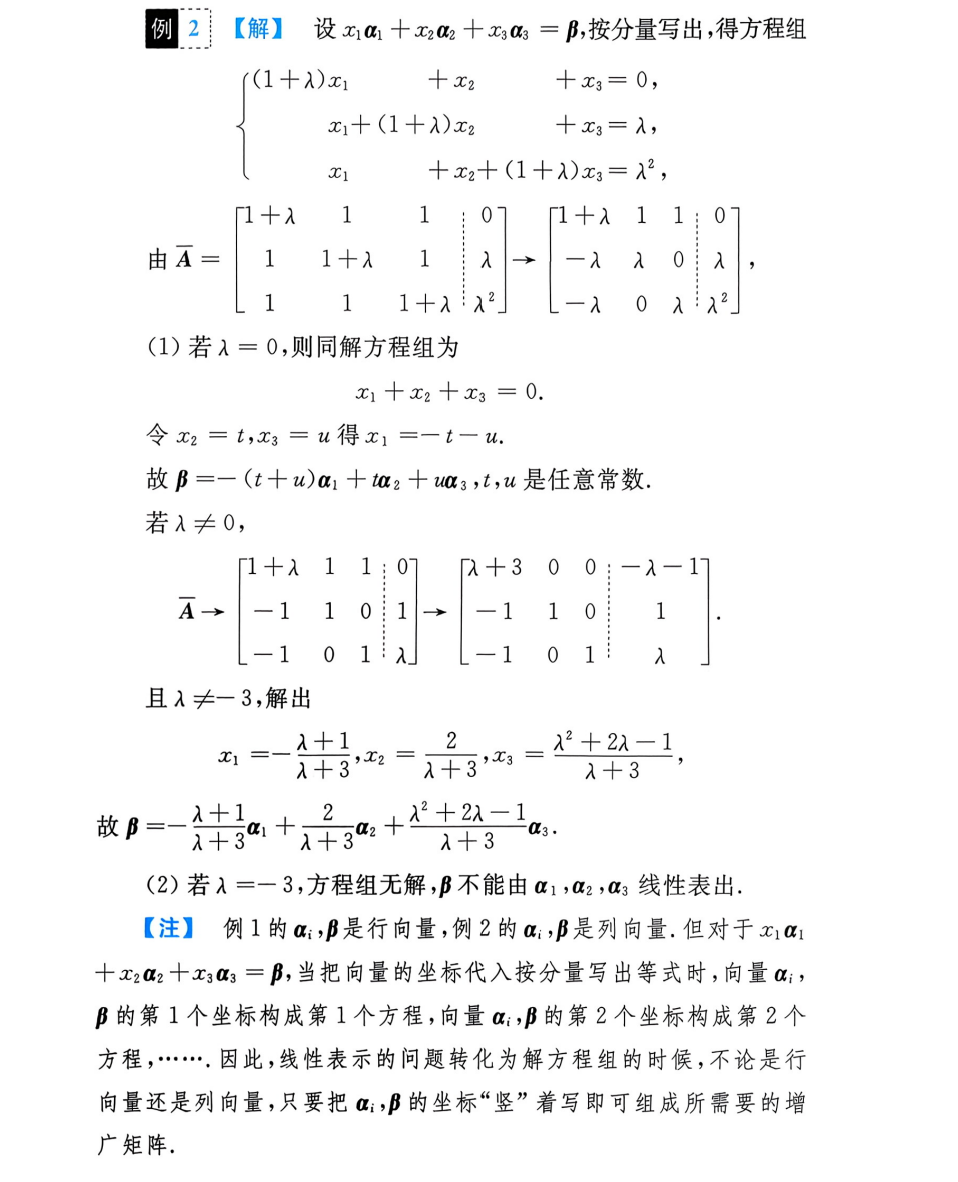 例 2 【解】 设 x₁α₁+x₂α₂+x₃α₃=β,按分量写出,得方程组
{(1+λ)x₁ +x₂ +x₃=0,
x₁+(1+λ)x₂ +x₃=λ,
x₁ +x₂+(1+λ)x₃=λ²,
由 A̅ = [1+λ 1 1 ┊ 0; 1 1+λ 1 ┊ λ; 1 1 1+λ ┊ λ²] → [1+λ 1 1 ┊ 0; -λ λ 0 ┊ λ; -λ 0 λ ┊ λ²],
(1) 若 λ=0,则同解方程组为
x₁+x₂+x₃=0.
令 x₂=t,x₃=u 得 x₁=-t-u.
故 β=-(t+u)α₁+tα₂+uα₃,t,u 是任意常数.
若 λ≠0,
A̅ → [1+λ 1 1 ┊ 0; -1 1 0 ┊ 1; -1 0 1 ┊ λ] → [λ+3 0 0 ┊ -λ-1; -1 1 0 ┊ 1; -1 0 1 ┊ λ].
且 λ≠-3,解出
x₁=-(λ+1)/(λ+3),x₂=2/(λ+3),x₃=(λ²+2λ-1)/(λ+3),
故 β=-(λ+1)/(λ+3)α₁+2/(λ+3)α₂+(λ²+2λ-1)/(λ+3)α₃.
(2) 若 λ=-3,方程组无解,β 不能由 α₁,α₂,α₃ 线性表出.
【注】 例 1 的 αᵢ,β 是行向量,例 2 的 αᵢ,β 是列向量.但对于 x₁α₁
+x₂α₂+x₃α₃=β,当把向量的坐标代入按分量写出等式时,向量 αᵢ,
β 的第 1 个坐标构成第 1 个方程,向量 αᵢ,β 的第 2 个坐标构成第 2 个
方程,…….因此,线性表示的问题转化为解方程组的时候,不论是行
向量还是列向量,只要把 αᵢ,β 的坐标“竖”着写即可组成所需要的增
广矩阵.